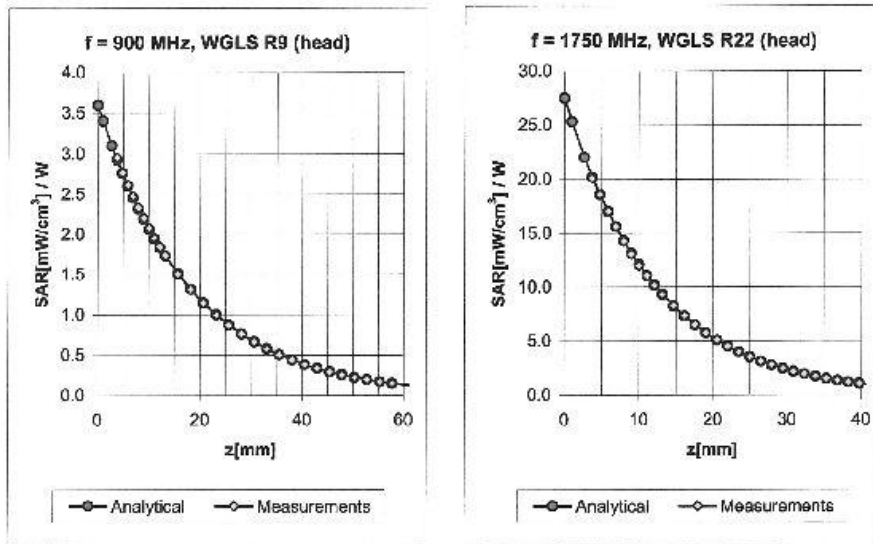 f = 900 MHz, WGLS R9 (head)
SAR[mW/cm³] / W
4.0
3.5
3.0
2.5
2.0
1.5
1.0
0.5
0.0
0 20 40 60
z[mm]
Analytical Measurements
f = 1750 MHz, WGLS R22 (head)
SAR[mW/cm³] / W
30.0
25.0
20.0
15.0
10.0
5.0
0.0
0 10 20 30 40
z[mm]
Analytical Measurements